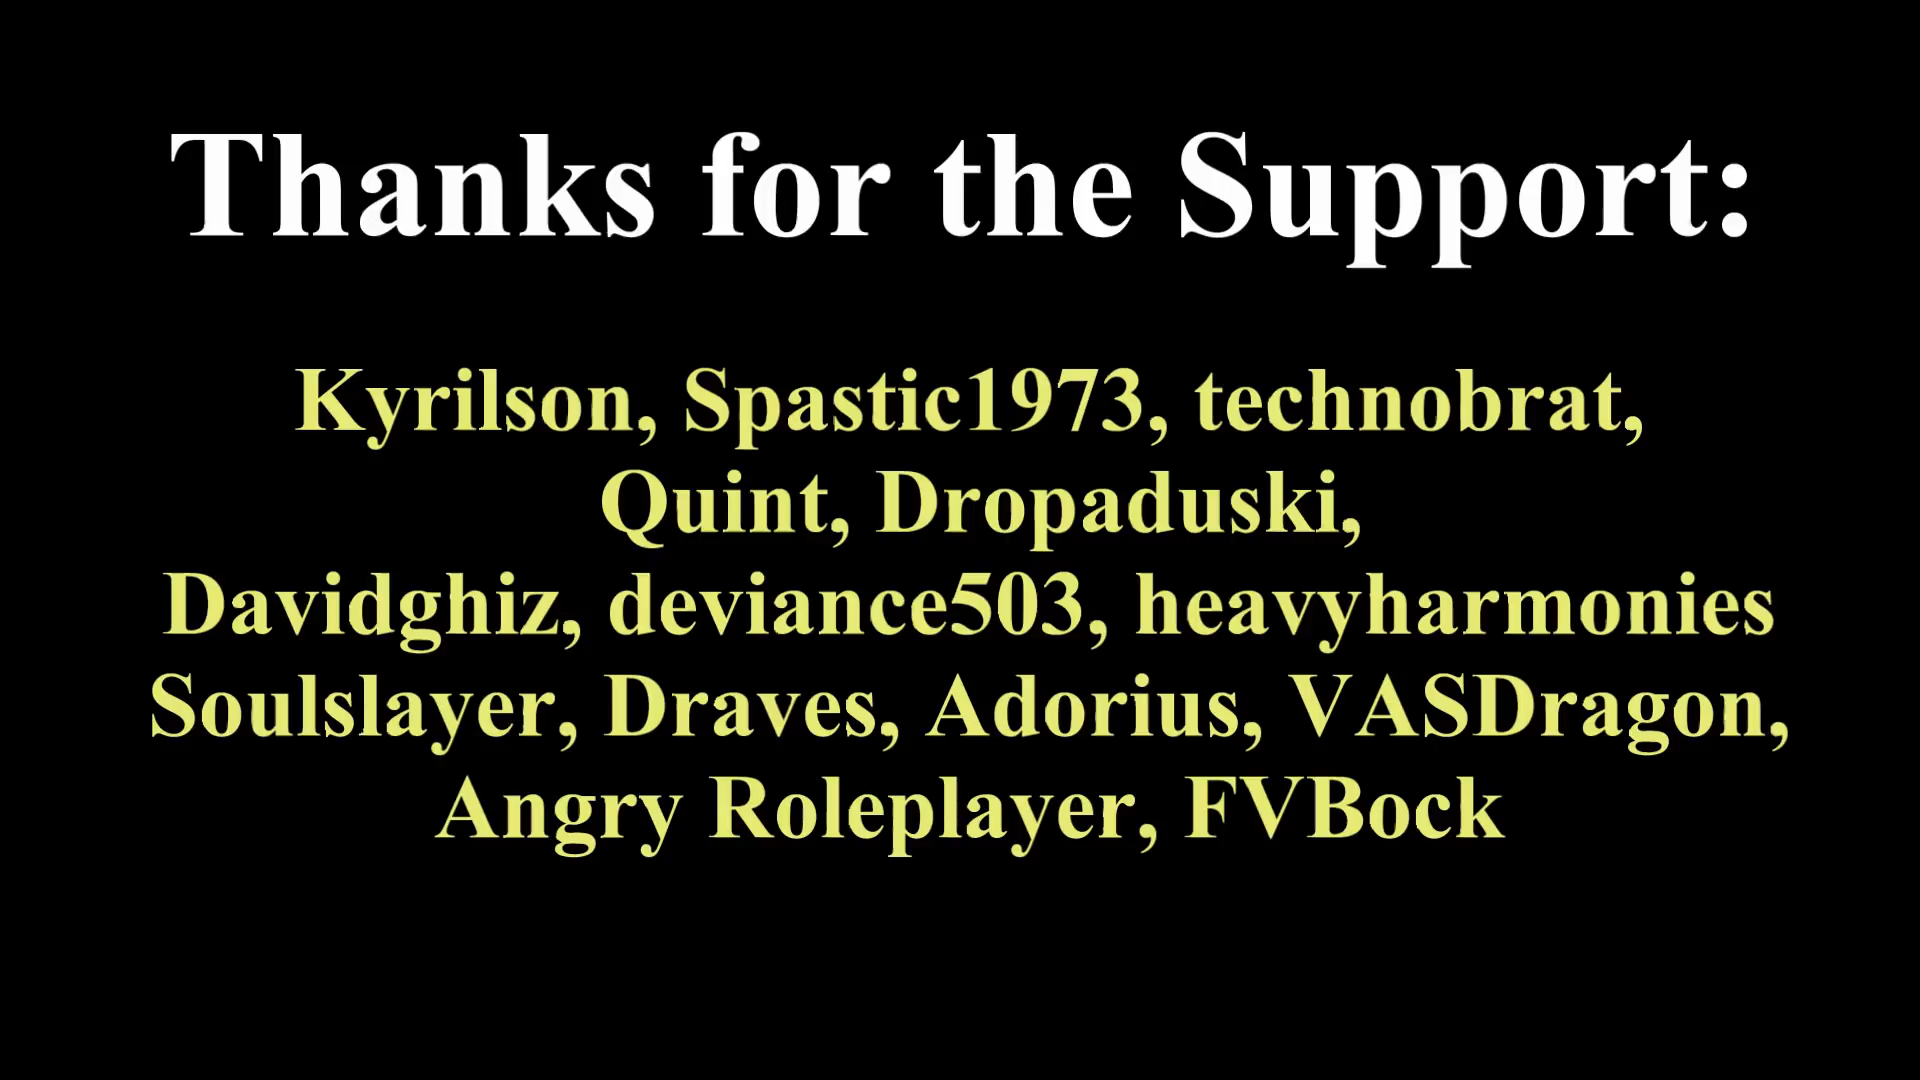 Thanks for the Support:
Kyrilson, Spastic1973, technobrat,
Quint, Dropaduski,
Davidghiz, deviance503, heavyharmonies
Soulslayer, Draves, Adorius, VASDragon,
Angry Roleplayer, FVBock